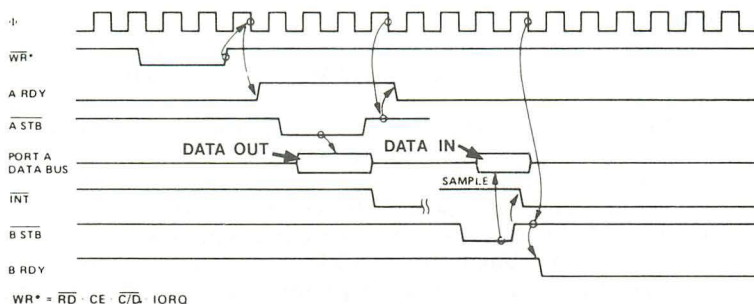 Φ
WR*
A RDY
A STB
PORT A
DATA BUS
DATA OUT
DATA IN
INT
SAMPLE
B STB
B RDY
WR* = RD · CE · C/D · IORQ